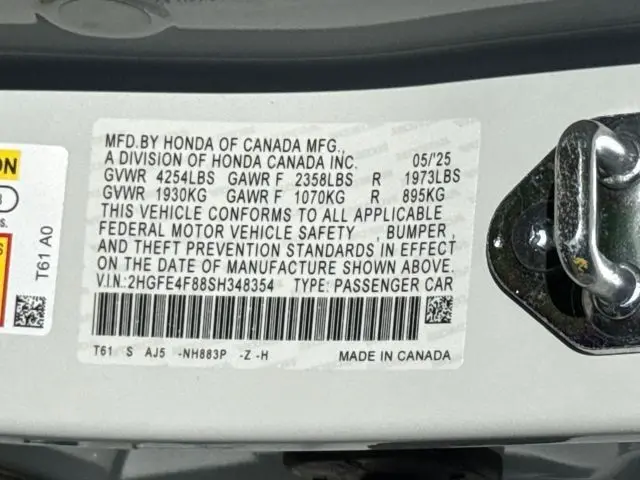 MFD.BY HONDA OF CANADA MFG.,
A DIVISION OF HONDA CANADA INC. 05/'25
GVWR 4254LBS GAWR F 2358LBS R 1973LBS
GVWR 1930KG GAWR F 1070KG R 895KG
THIS VEHICLE CONFORMS TO ALL APPLICABLE
FEDERAL MOTOR VEHICLE SAFETY , BUMPER,
AND THEFT PREVENTION STANDARDS IN EFFECT
ON THE DATE OF MANUFACTURE SHOWN ABOVE.
V.I.N.:2HGFE4F88SH348354 TYPE: PASSENGER CAR
T61 S AJ5 -NH883P -Z -H MADE IN CANADA
ON
s.
T61 A0